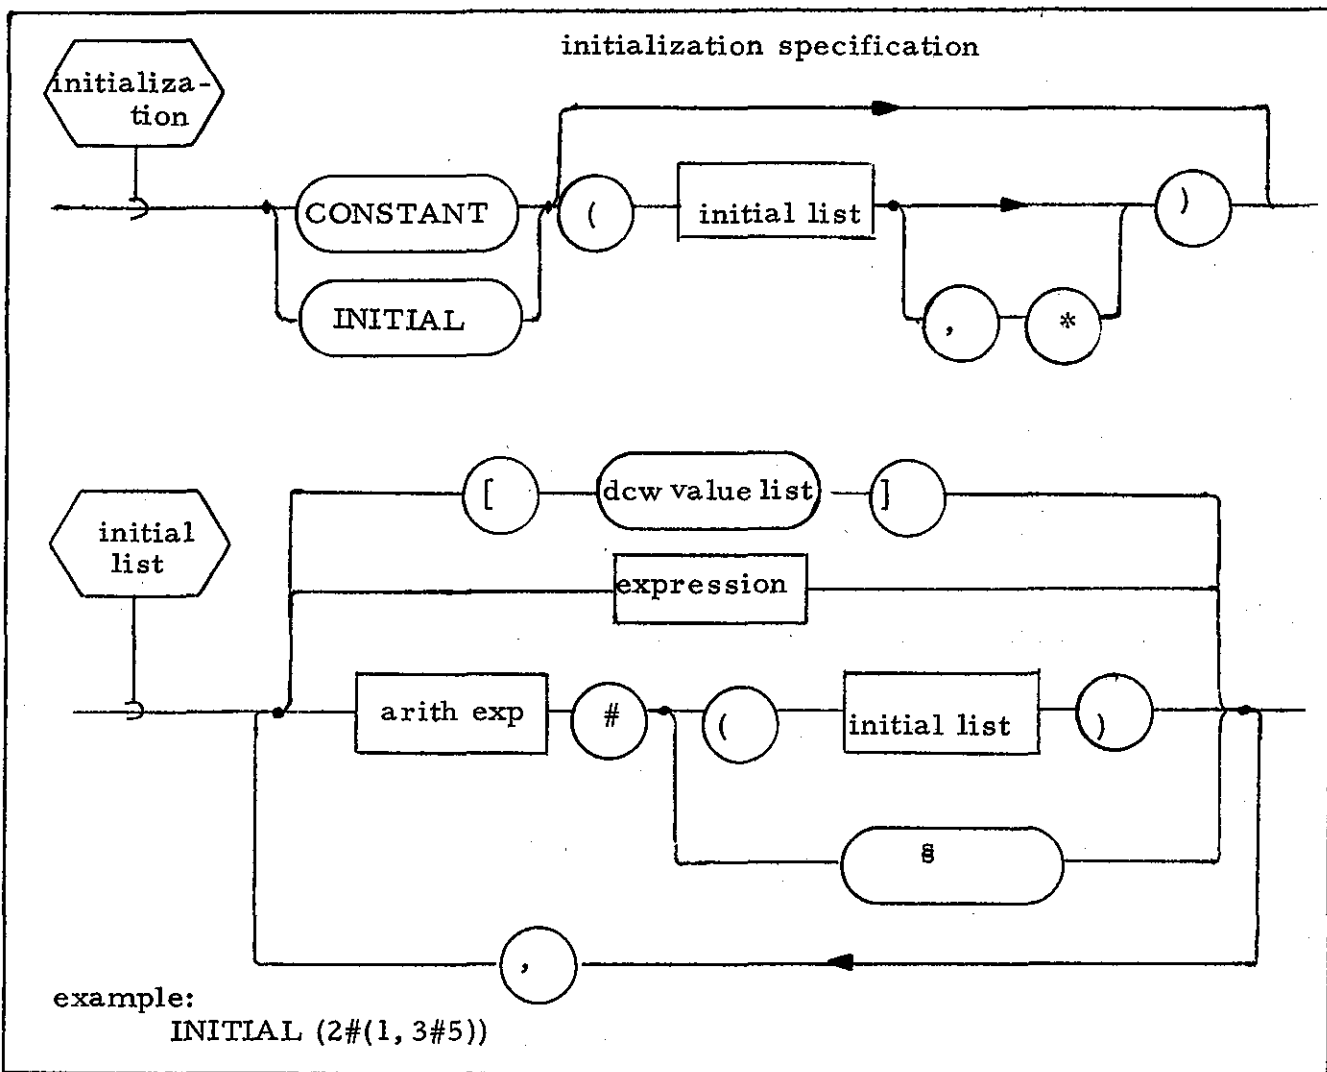 initialization specification
initializa-
tion
CONSTANT
(
initial list
)
INITIAL
,
*
[
dcw value list
]
initial
list
expression
arith exp
#
(
initial list
)
§
,
example:
INITIAL (2#(1, 3#5))